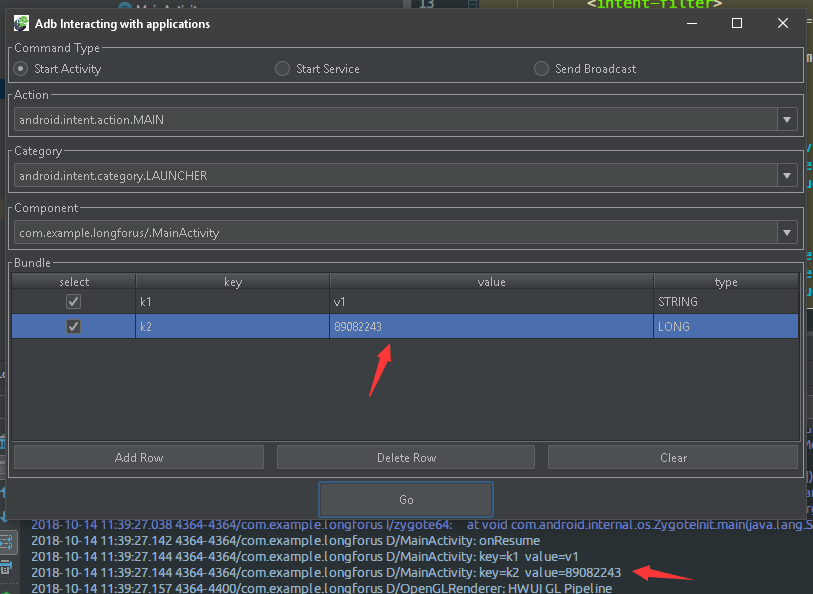 13 <intent-filter>
Adb Interacting with applications
Command Type
Start Activity Start Service Send Broadcast
Action
android.intent.action.MAIN
Category
android.intent.category.LAUNCHER
Component
com.example.longforus/.MainActivity
Bundle
select key value type
k1 v1 STRING
k2 89082243 LONG
Add Row Delete Row Clear
Go
2018-10-14 11:39:27.038 4364-4364/com.example.longforus I/zygote64: at void com.android.internal.os.ZygoteInit.main(java.lang.S
2018-10-14 11:39:27.142 4364-4364/com.example.longforus D/MainActivity: onResume
2018-10-14 11:39:27.144 4364-4364/com.example.longforus D/MainActivity: key=k1 value=v1
2018-10-14 11:39:27.144 4364-4364/com.example.longforus D/MainActivity: key=k2 value=89082243
2018-10-14 11:39:27.157 4364-4400/com.example.longforus D/OpenGLRenderer: HWUI GL Pipeline